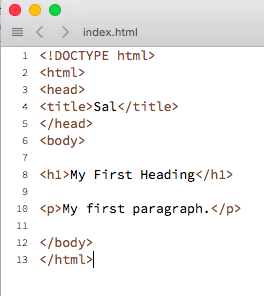 index.html
1 <!DOCTYPE html>
2 <html>
3 <head>
4 <title>Sal</title>
5 </head>
6 <body>
7
8 <h1>My First Heading</h1>
9
10 <p>My first paragraph.</p>
11
12 </body>
13 </html>